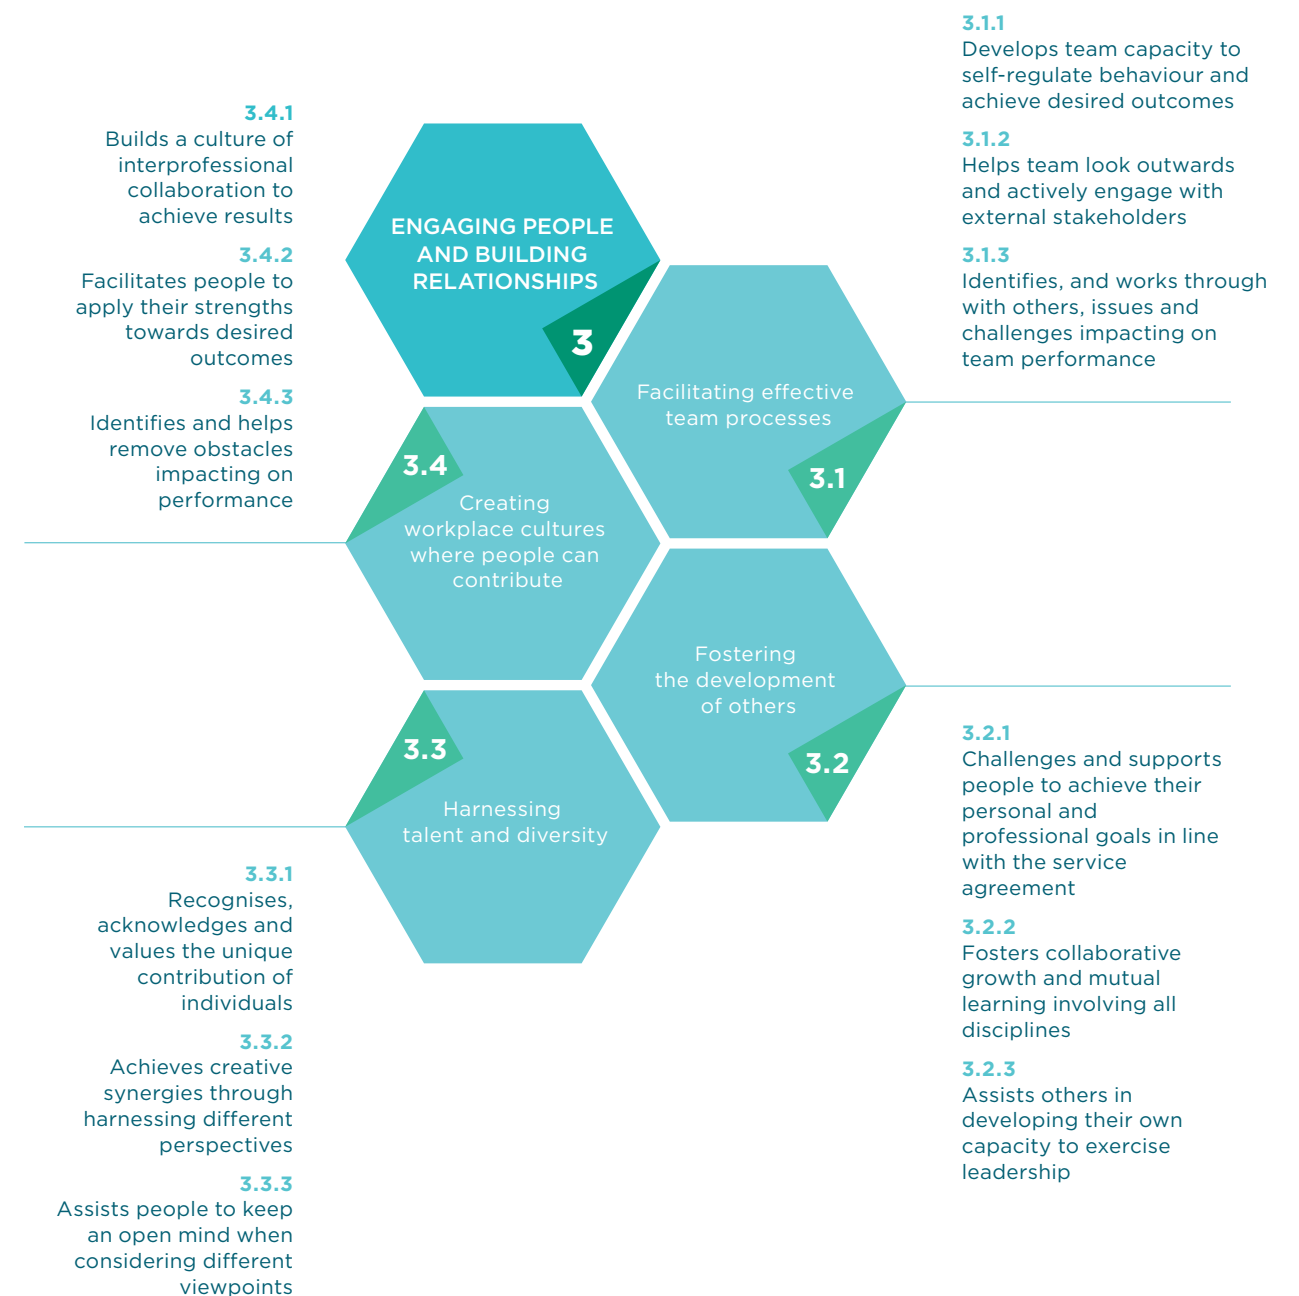 ENGAGING PEOPLE
AND BUILDING
RELATIONSHIPS
3
3.1.1
Develops team capacity to
self-regulate behaviour and
achieve desired outcomes
3.1.2
Helps team look outwards
and actively engage with
external stakeholders
3.1.3
Identifies, and works through
with others, issues and
challenges impacting on
team performance
Facilitating effective
team processes
3.1
Fostering
the development
of others
3.2
3.2.1
Challenges and supports
people to achieve their
personal and
professional goals in line
with the service
agreement
3.2.2
Fosters collaborative
growth and mutual
learning involving all
disciplines
3.2.3
Assists others in
developing their own
capacity to exercise
leadership
3.3
Harnessing
talent and diversity
3.3.1
Recognises,
acknowledges and
values the unique
contribution of
individuals
3.3.2
Achieves creative
synergies through
harnessing different
perspectives
3.3.3
Assists people to keep
an open mind when
considering different
viewpoints
3.4
Creating
workplace cultures
where people can
contribute
3.4.1
Builds a culture of
interprofessional
collaboration to
achieve results
3.4.2
Facilitates people to
apply their strengths
towards desired
outcomes
3.4.3
Identifies and helps
remove obstacles
impacting on
performance